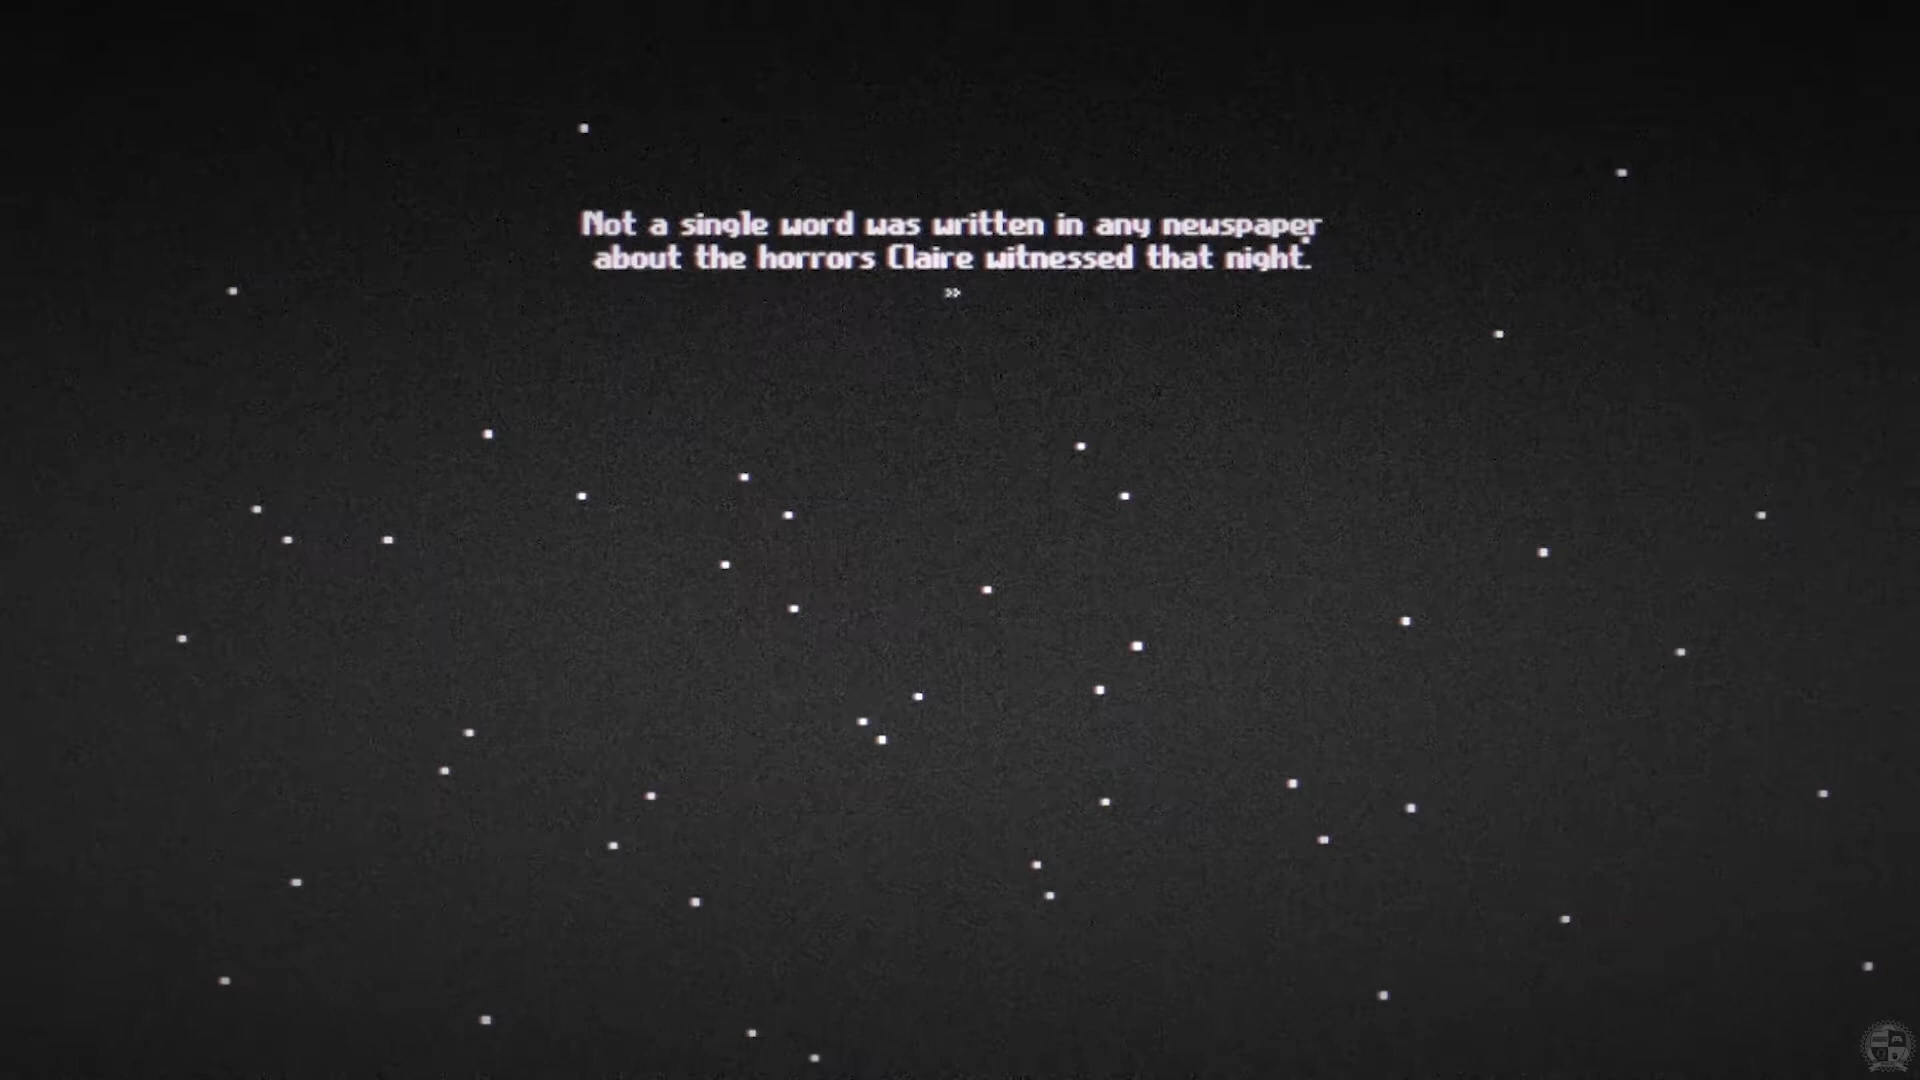 Not a single word was written in any newspaper
about the horrors Claire witnessed that night.
»